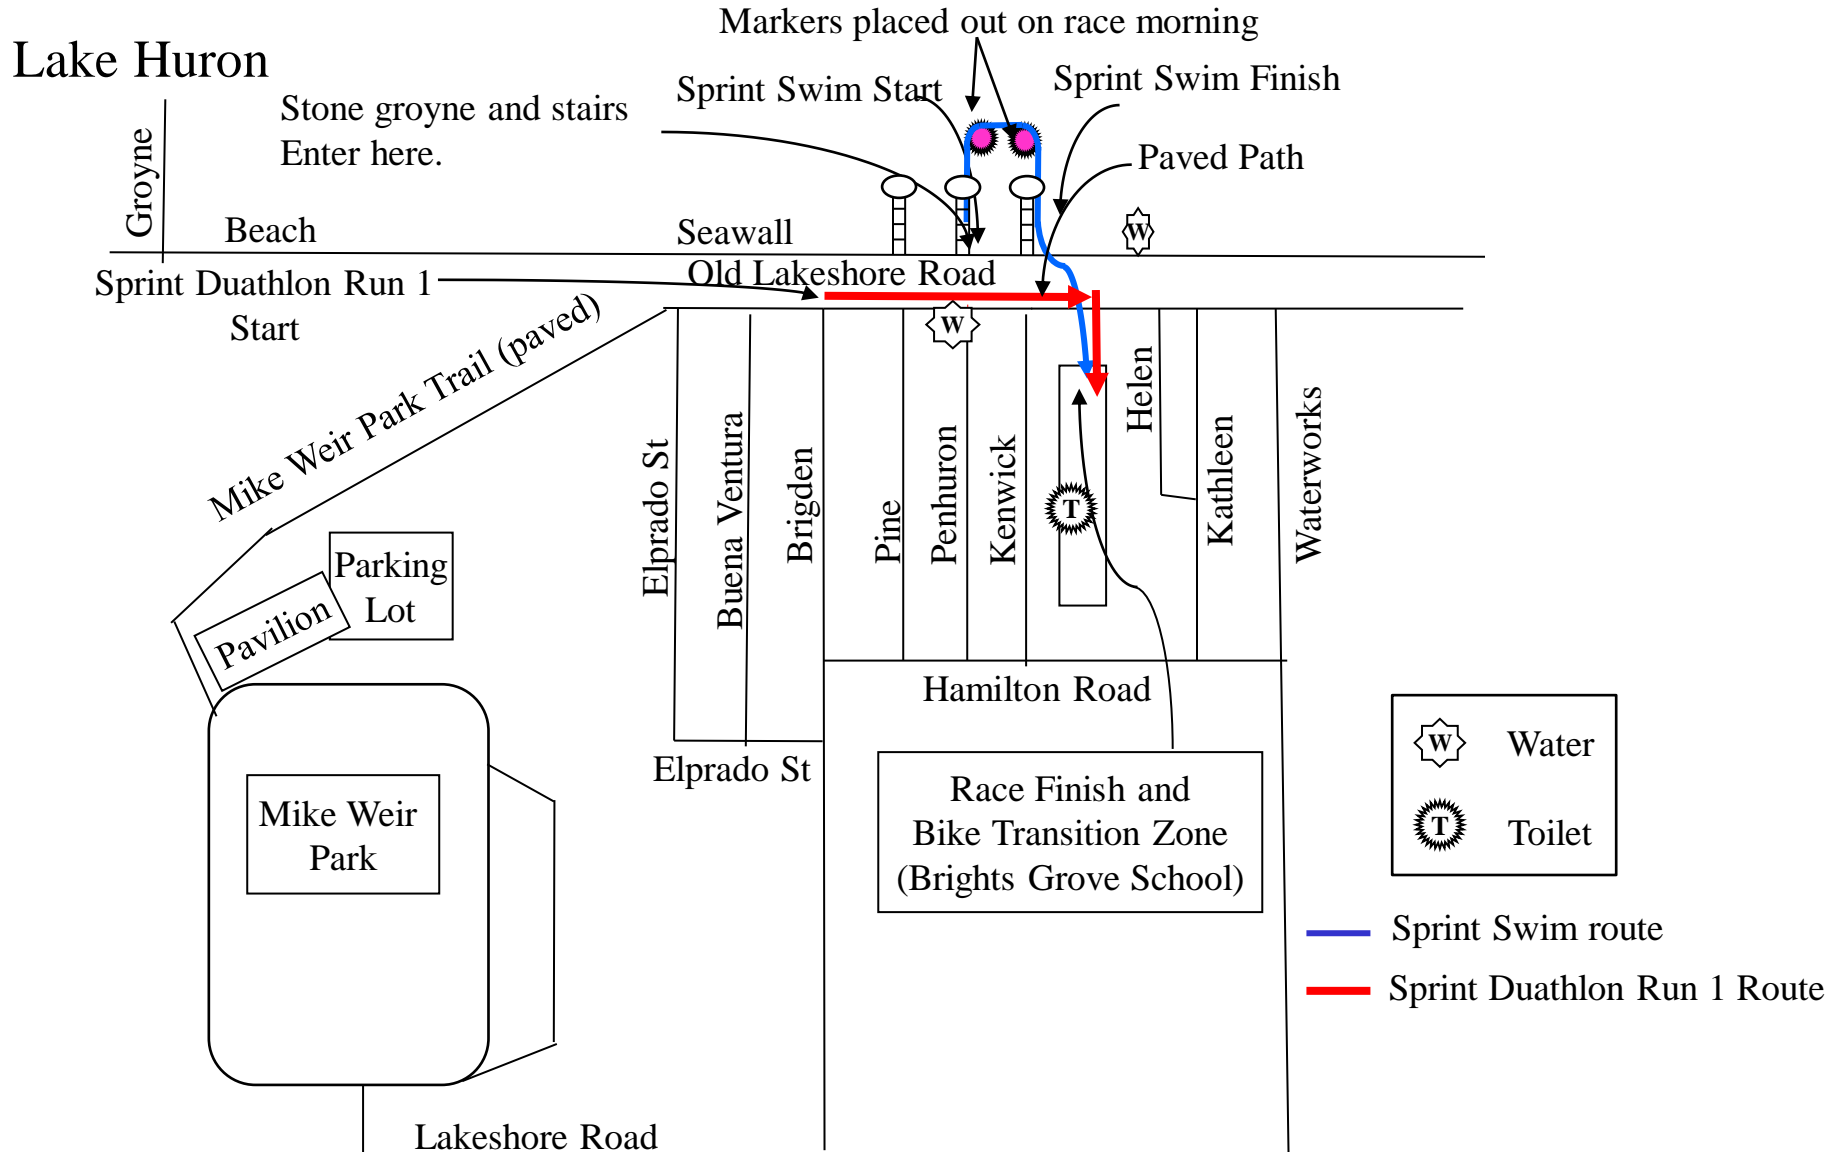 Markers placed out on race morning
Lake Huron
Sprint Swim Start
Sprint Swim Finish
Stone groyne and stairs
Enter here.
Groyne
Paved Path
Beach
Seawall
W
Old Lakeshore Road
Sprint Duathlon Run 1
Start
W
Mike Weir Park Trail (paved)
Elprado St
Buena Ventura
Brigden
Pine
Penhuron
Kenwick
T
Helen
Kathleen
Waterworks
Parking
Lot
Pavilion
Hamilton Road
Elprado St
Mike Weir
Park
Race Finish and
Bike Transition Zone
(Brights Grove School)
W Water
T Toilet
Sprint Swim route
Sprint Duathlon Run 1 Route
Lakeshore Road